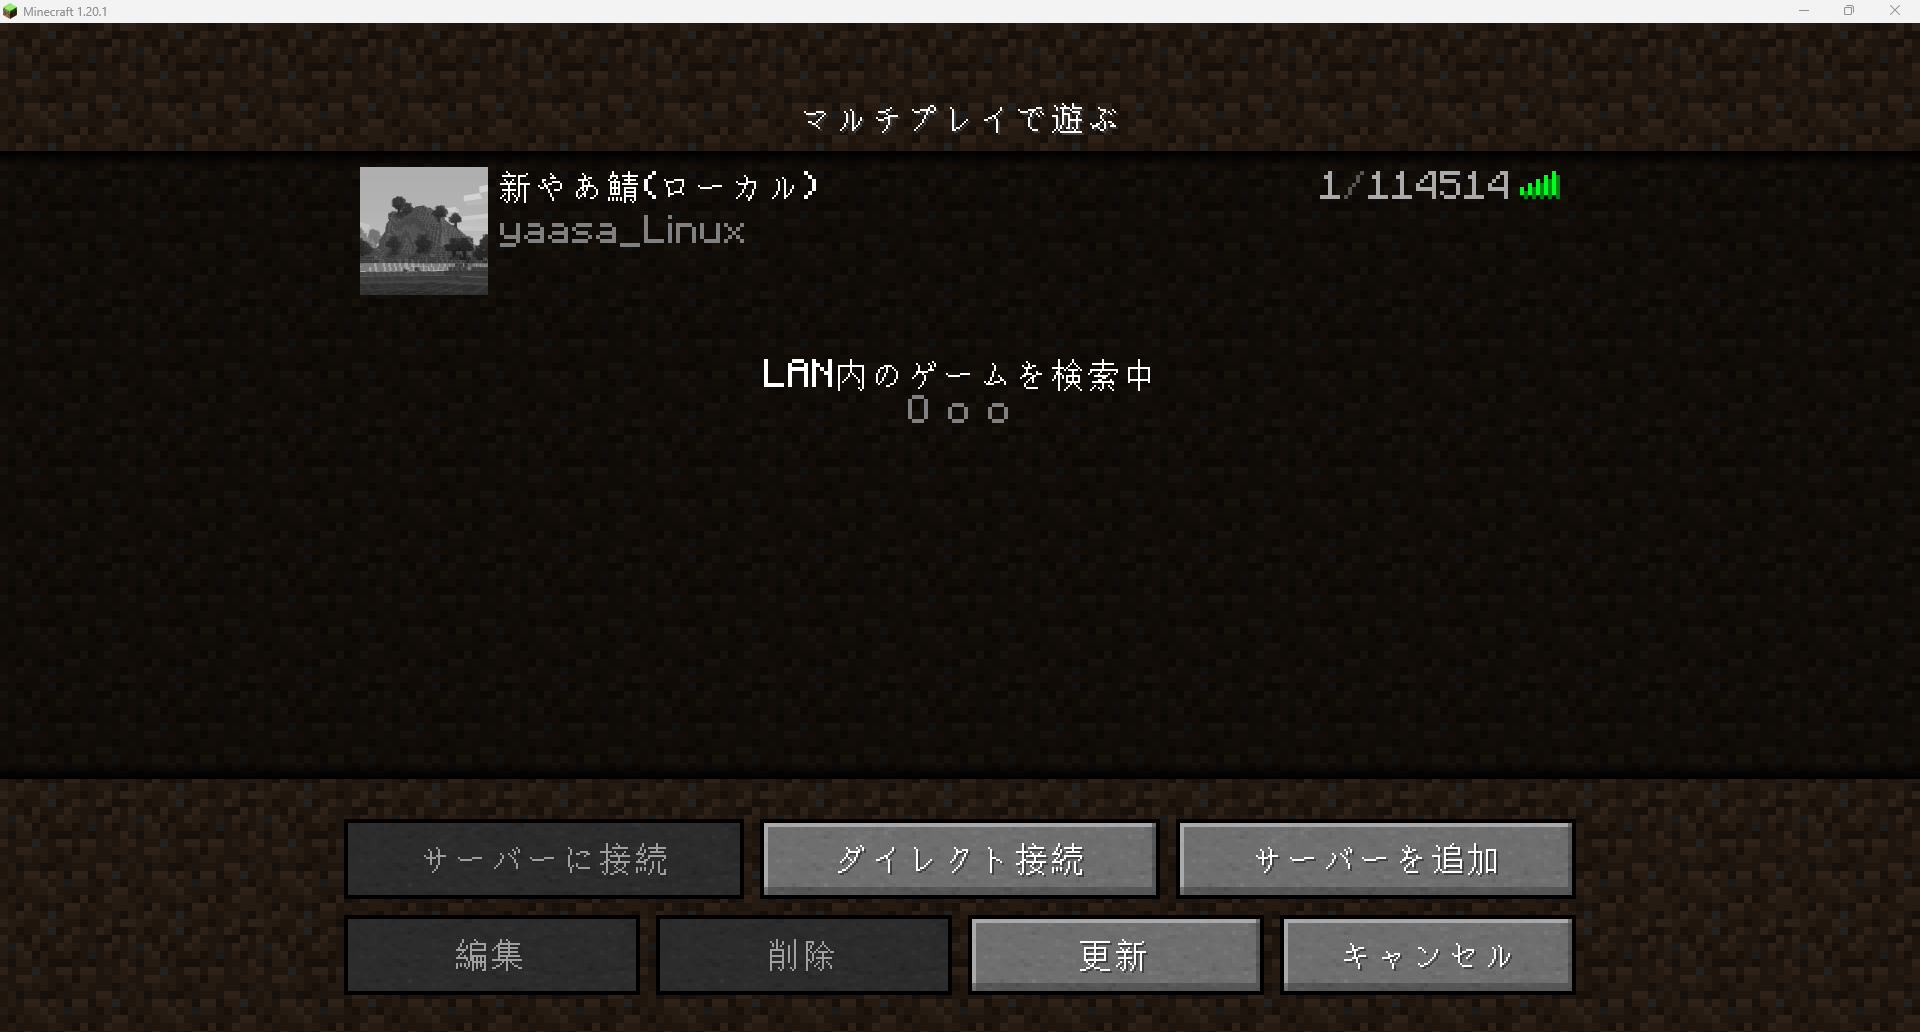 Minecraft 1.20.1
マルチプレイで遊ぶ
新やあ鯖(ローカル)
1/114514
yaasa_Linux
LAN内のゲームを検索中
O o o
サーバーに接続
ダイレクト接続
サーバーを追加
編集
削除
更新
キャンセル